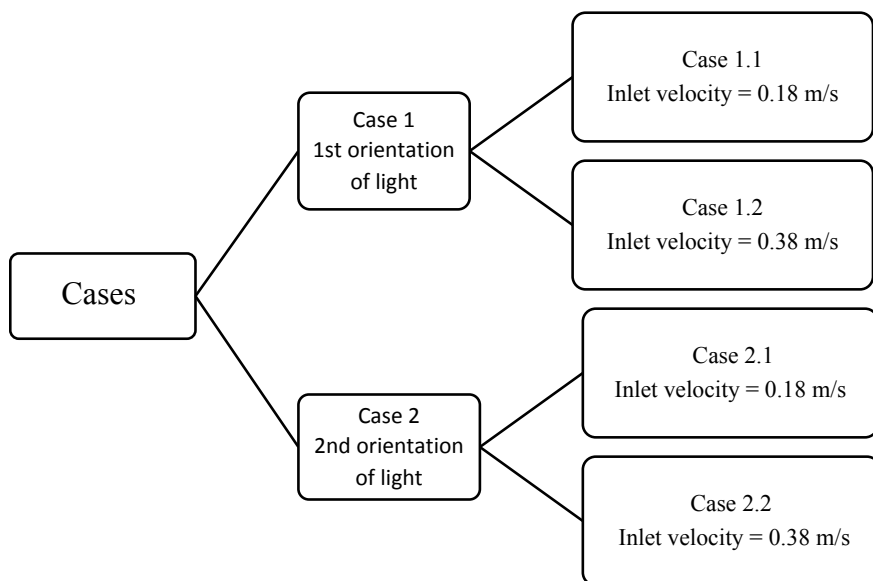 Cases
Case 1
1st orientation
of light
Case 1.1
Inlet velocity = 0.18 m/s
Case 1.2
Inlet velocity = 0.38 m/s
Case 2
2nd orientation
of light
Case 2.1
Inlet velocity = 0.18 m/s
Case 2.2
Inlet velocity = 0.38 m/s